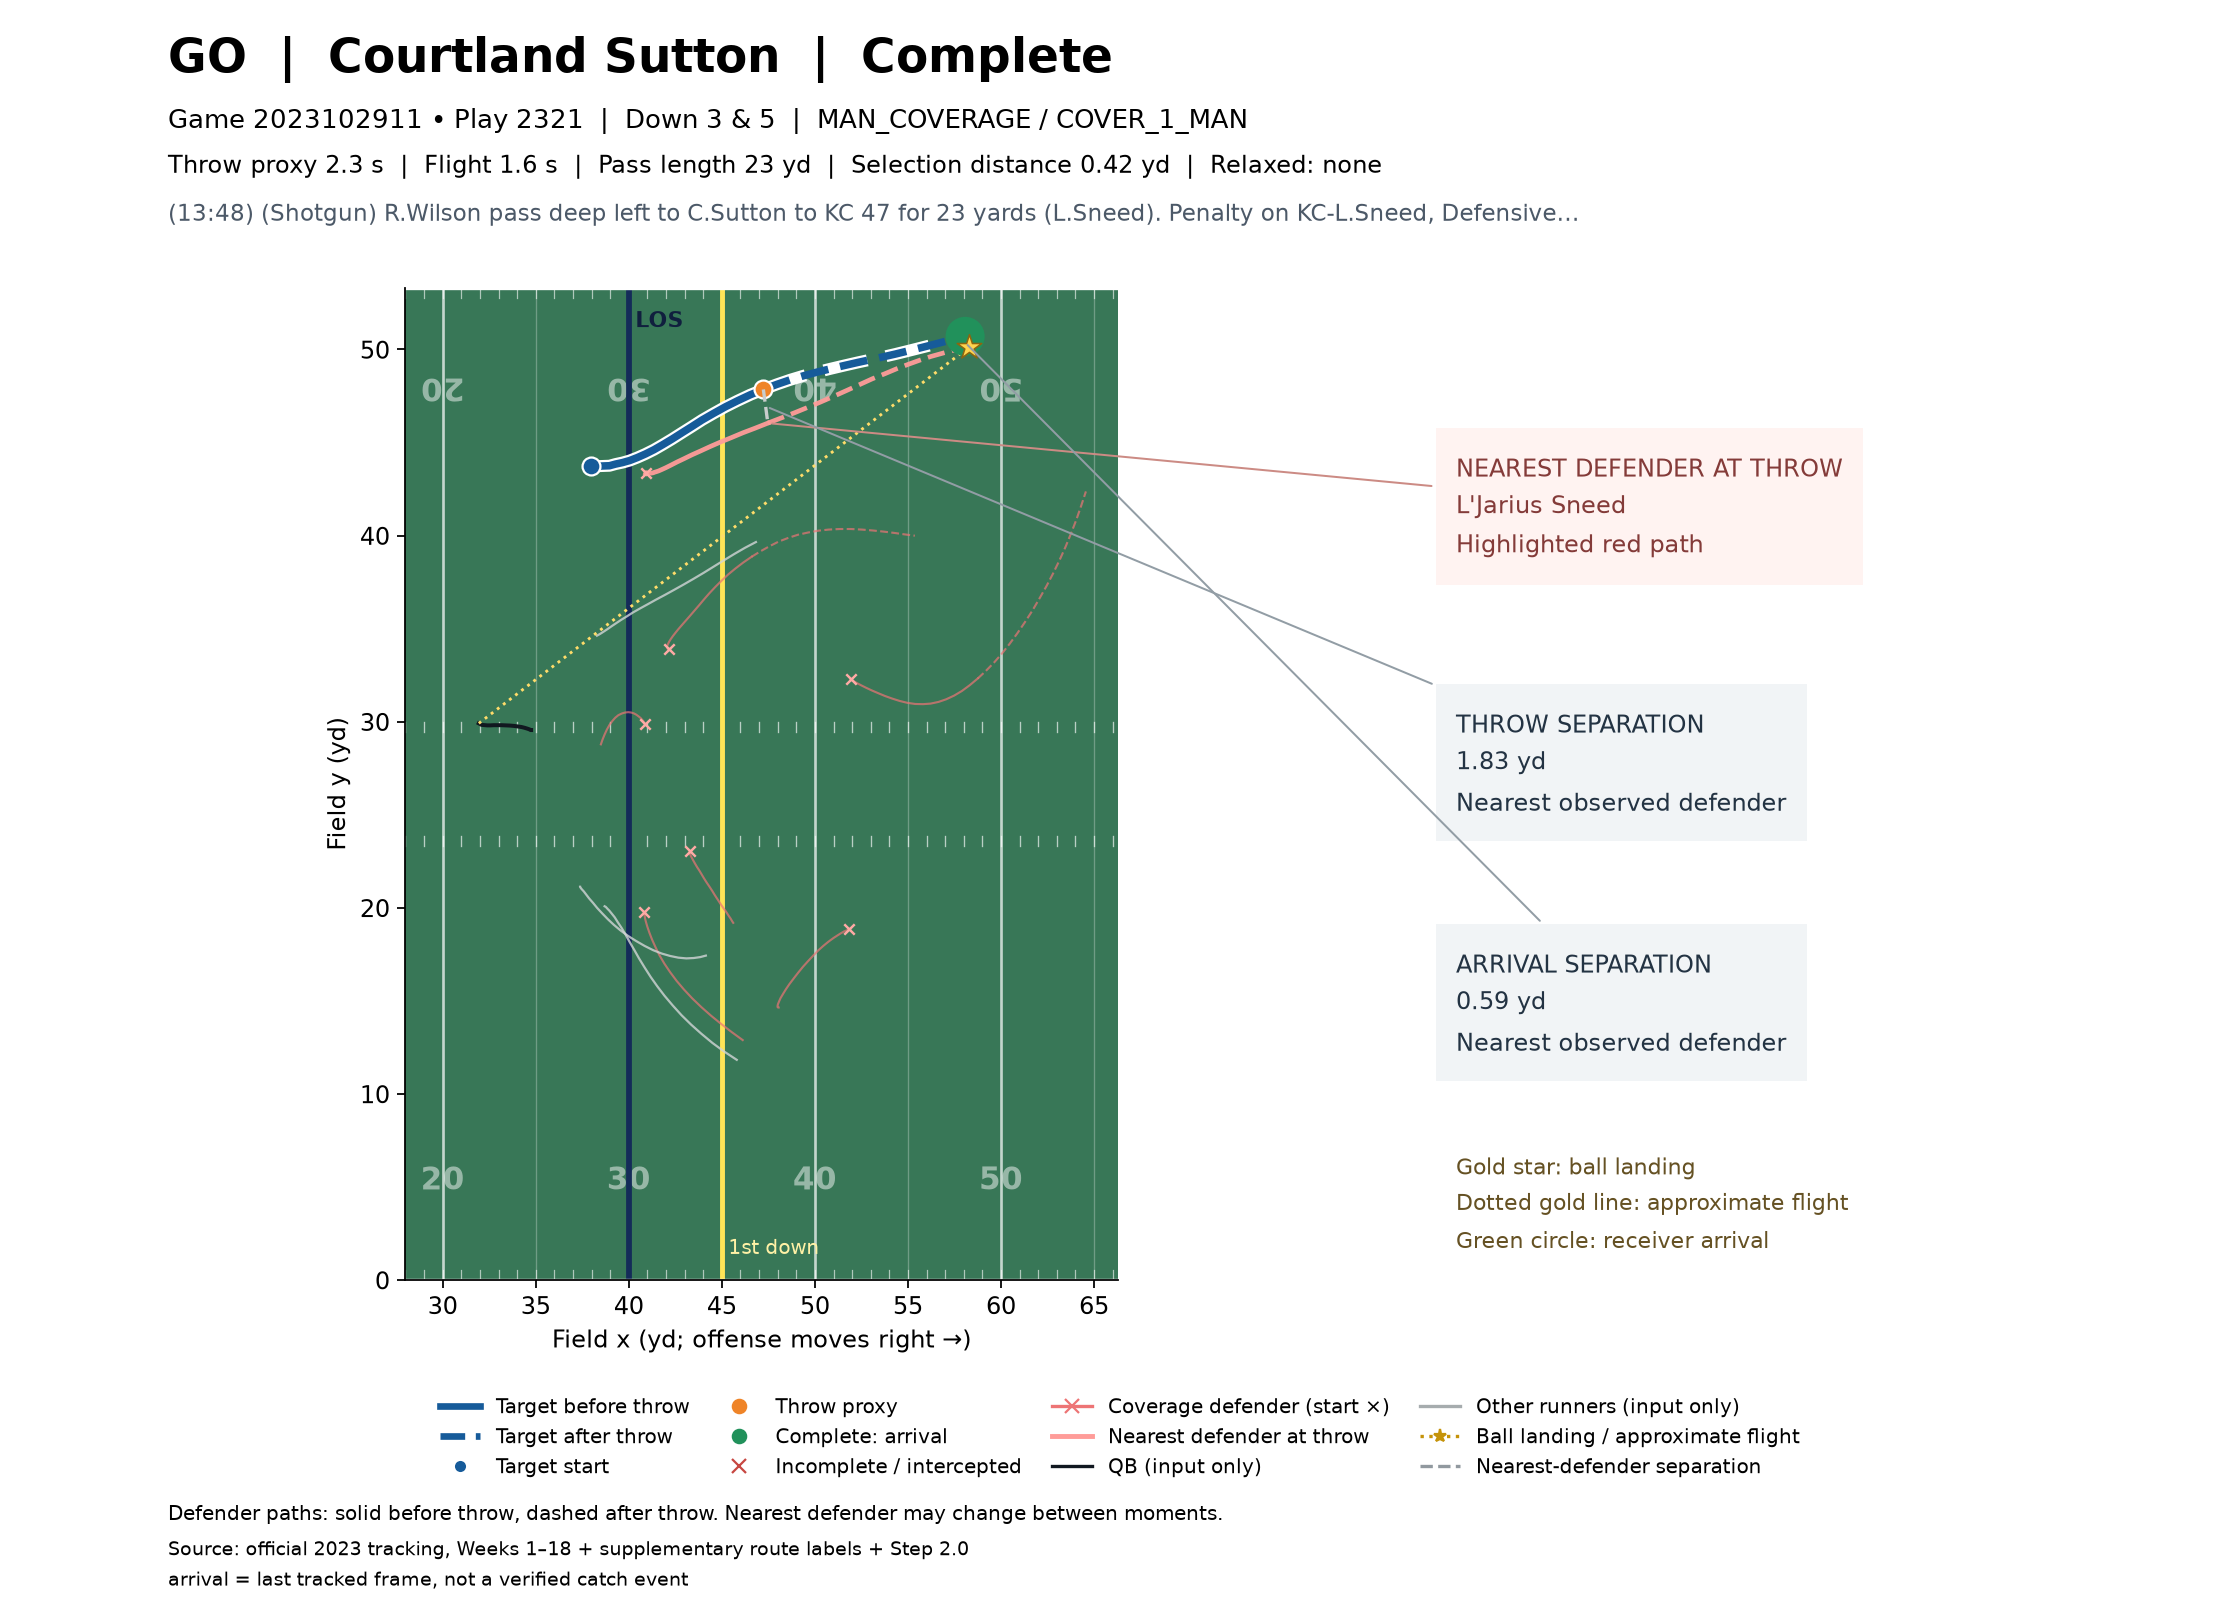 GO | Courtland Sutton | Complete
Game 2023102911 • Play 2321 | Down 3 & 5 | MAN_COVERAGE / COVER_1_MAN
Throw proxy 2.3 s | Flight 1.6 s | Pass length 23 yd | Selection distance 0.42 yd | Relaxed: none
(13:48) (Shotgun) R.Wilson pass deep left to C.Sutton to KC 47 for 23 yards (L.Sneed). Penalty on KC-L.Sneed, Defensive...
LOS
20 30 40 50
50
40
30
20
10
0
Field y (yd)
20 30 40 50
1st down
30 35 40 45 50 55 60 65
Field x (yd; offense moves right →)
NEAREST DEFENDER AT THROW
L'Jarius Sneed
Highlighted red path
THROW SEPARATION
1.83 yd
Nearest observed defender
ARRIVAL SEPARATION
0.59 yd
Nearest observed defender
Gold star: ball landing
Dotted gold line: approximate flight
Green circle: receiver arrival
Target before throw
Target after throw
Target start
Throw proxy
Complete: arrival
Incomplete / intercepted
Coverage defender (start ×)
Nearest defender at throw
QB (input only)
Other runners (input only)
Ball landing / approximate flight
Nearest-defender separation
Defender paths: solid before throw, dashed after throw. Nearest defender may change between moments.
Source: official 2023 tracking, Weeks 1–18 + supplementary route labels + Step 2.0
arrival = last tracked frame, not a verified catch event